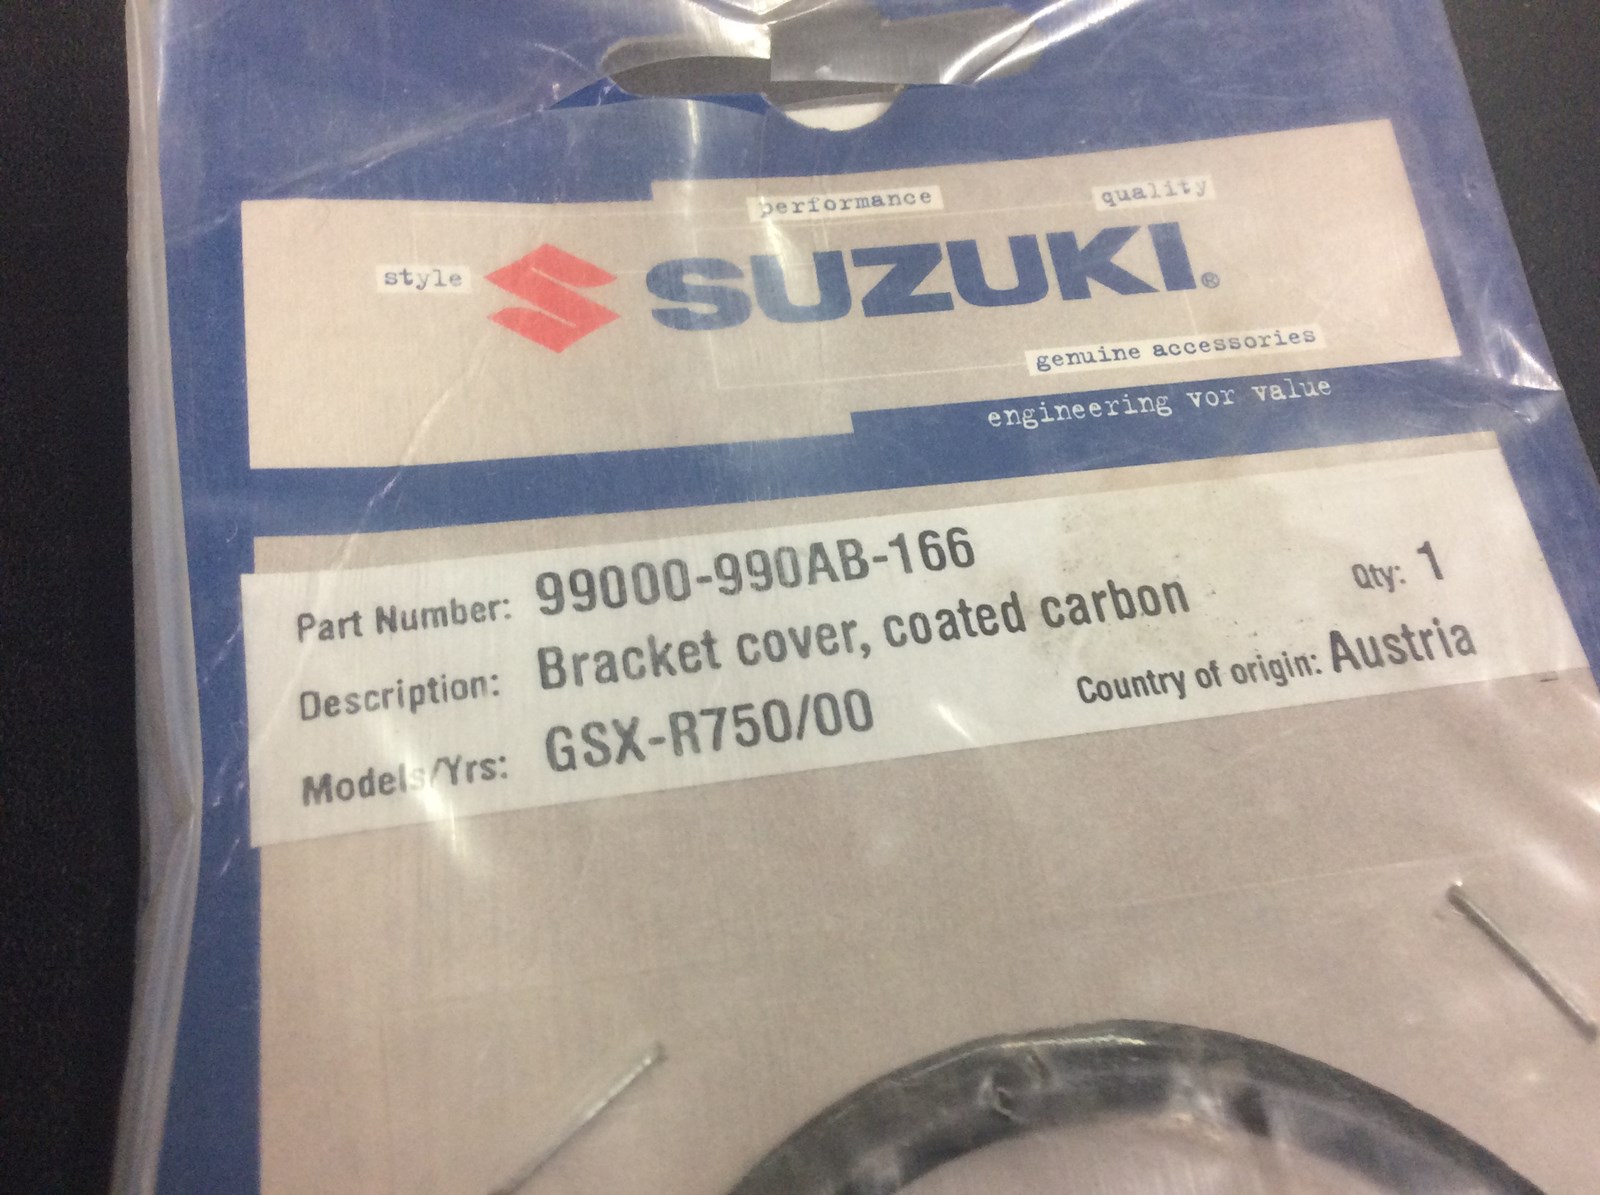 performance quality
style SUZUKI®
genuine accessories
engineering vor value
Part Number: 99000-990AB-166
Description: Bracket cover, coated carbon Qty: 1
Models/Yrs: GSX-R750/00 Country of origin: Austria